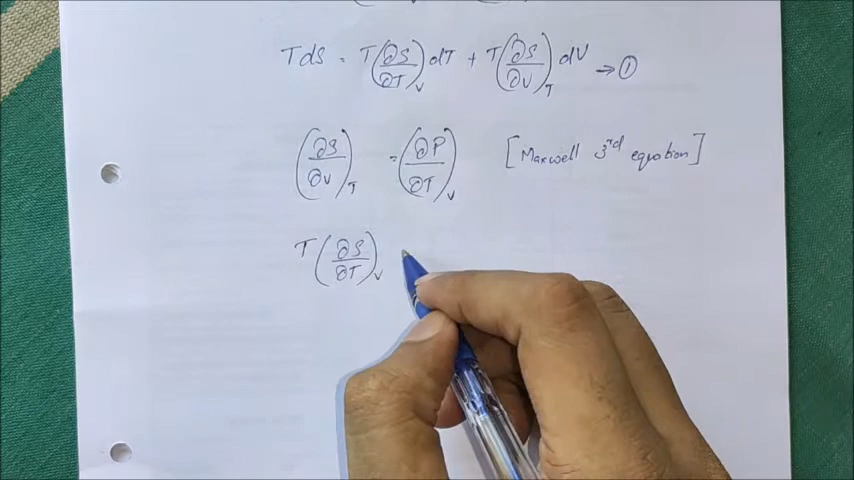 Tds = T(∂S/∂T)_V dT + T(∂S/∂V)_T dV → ①
(∂S/∂V)_T = (∂P/∂T)_V [Maxwell 3rd equation]
T(∂S/∂T)_V